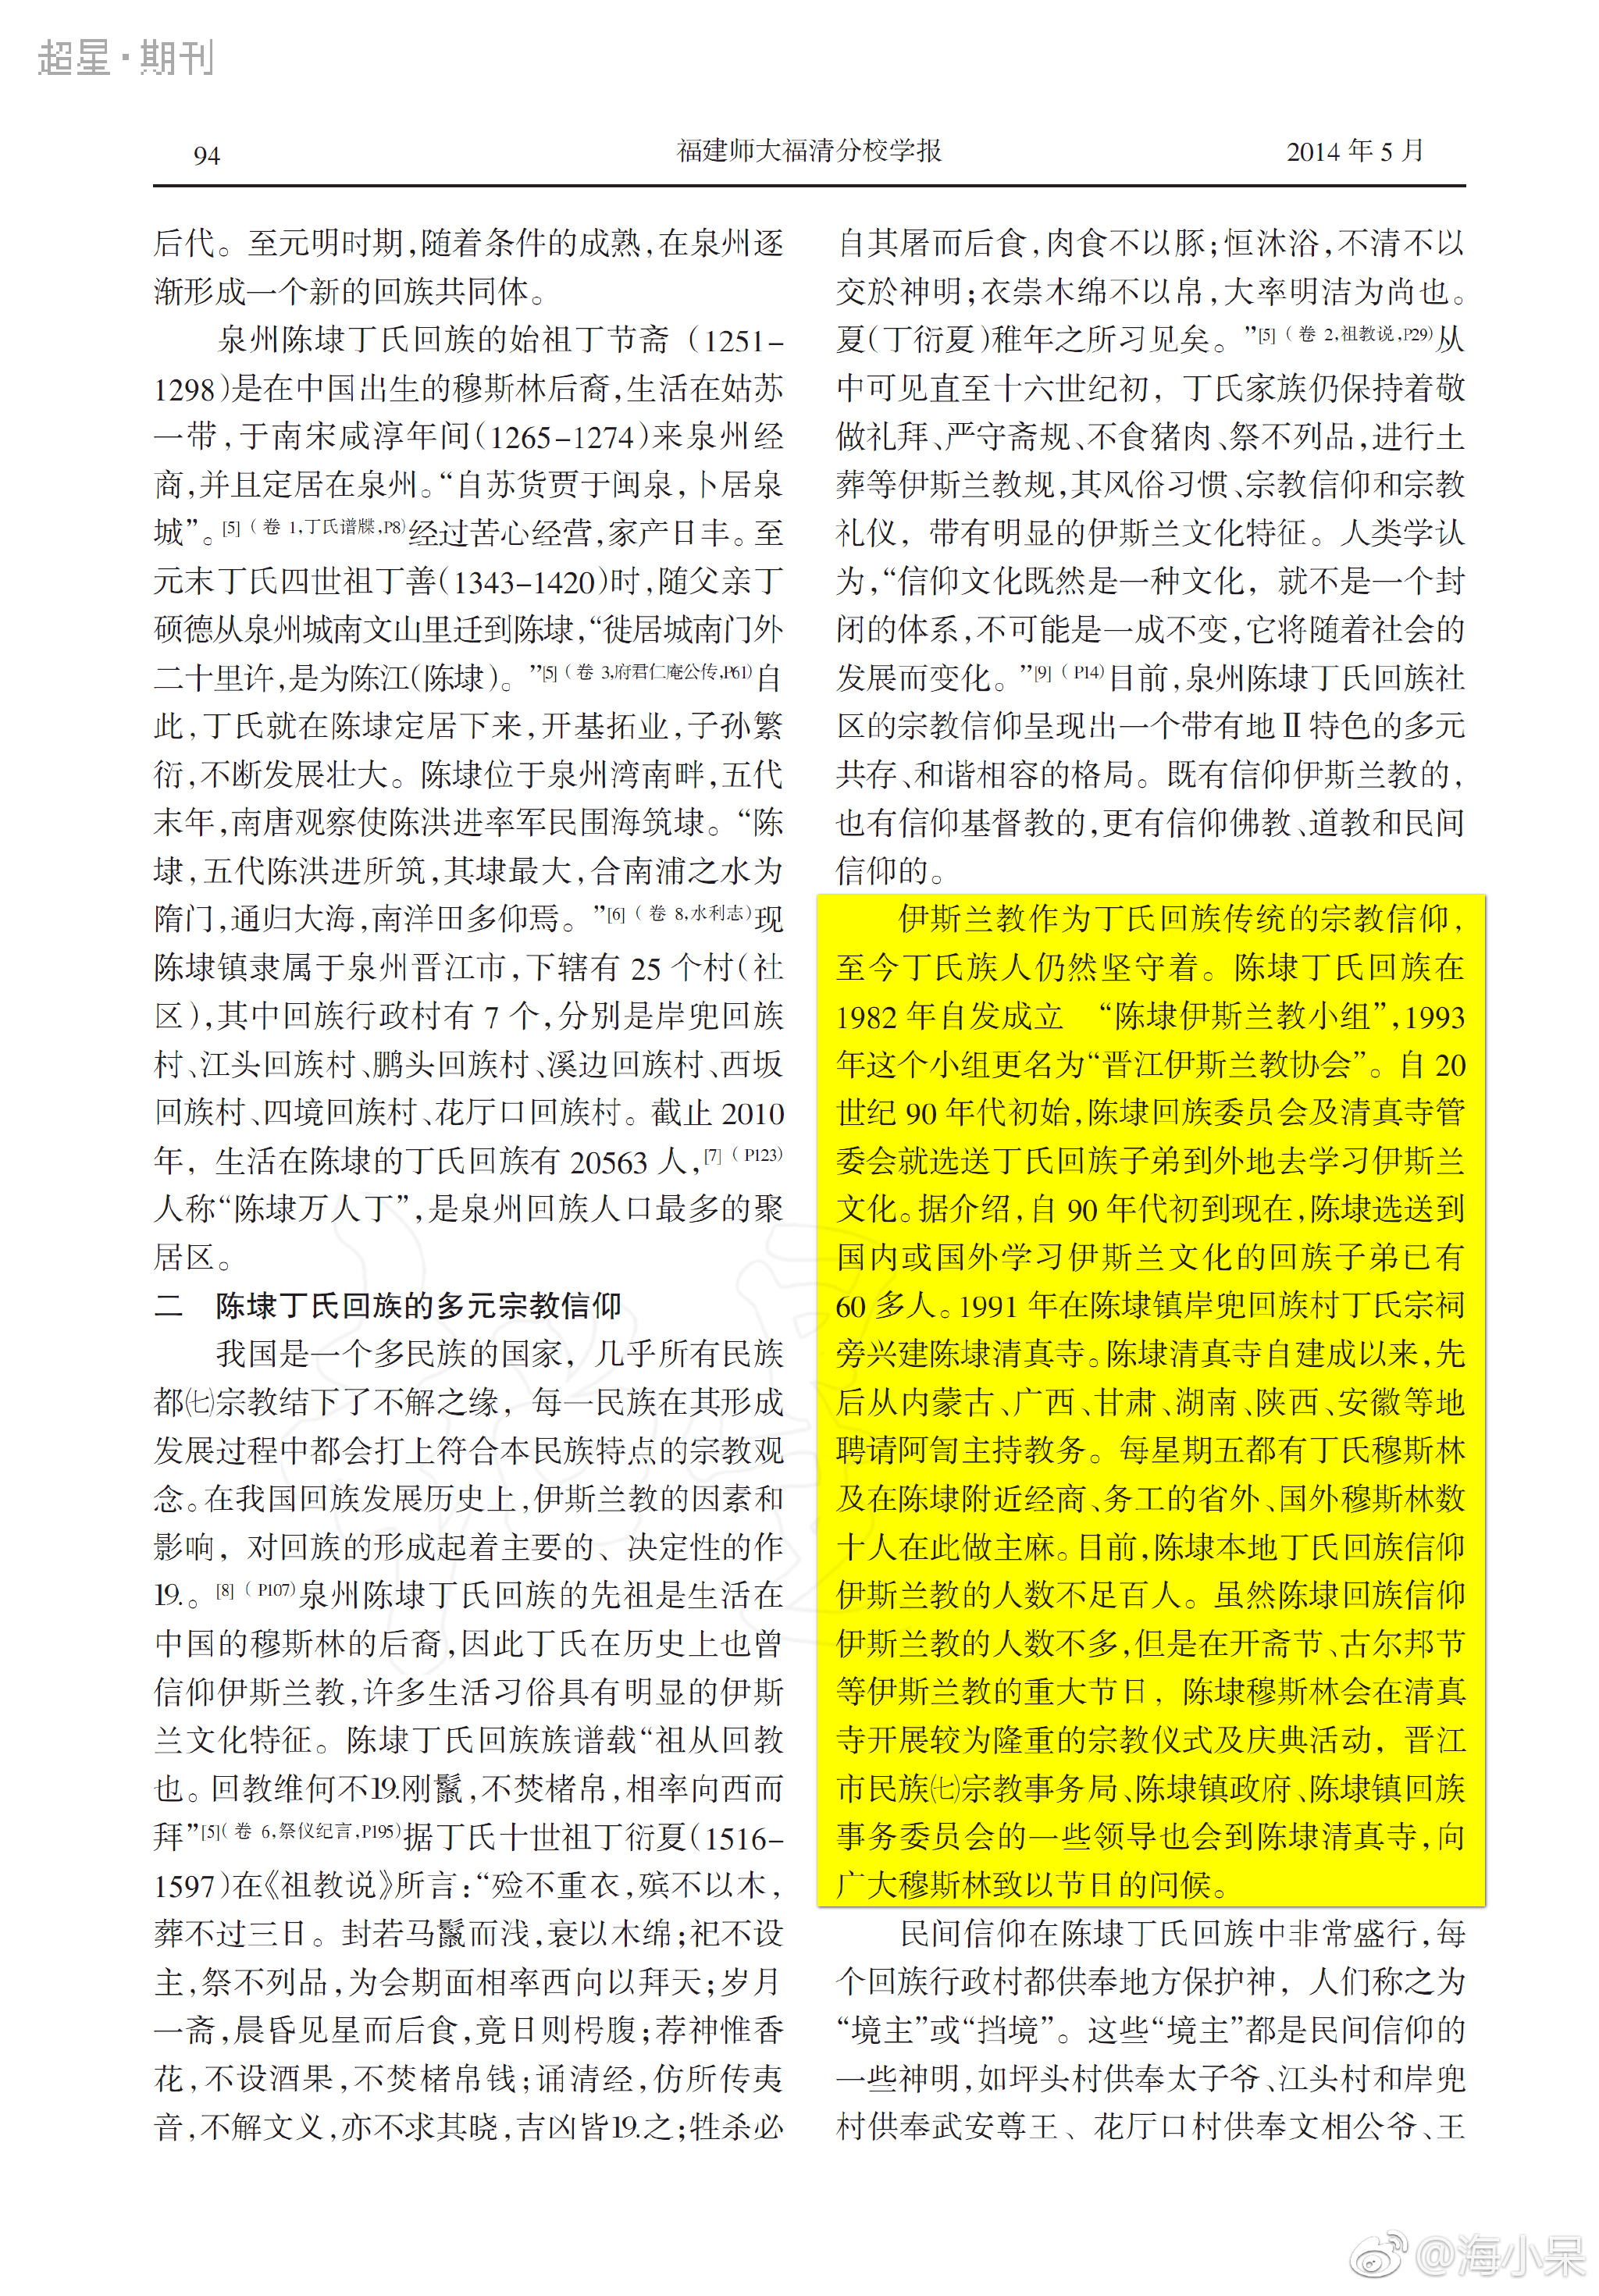 超星·期刊
94
福建师大福清分校学报
2014 年 5 月
后代。至元明时期,随着条件的成熟,在泉州逐
渐形成一个新的回族共同体。
泉州陈埭丁氏回族的始祖丁节斋（1251-
1298)是在中国出生的穆斯林后裔,生活在姑苏
一带,于南宋咸淳年间(1265-1274)来泉州经
商,并且定居在泉州。“自苏货贾于闽泉,卜居泉
城”。[5]（卷 1,丁氏谱牒,P8)经过苦心经营,家产日丰。至
元末丁氏四世祖丁善(1343-1420)时,随父亲丁
硕德从泉州城南文山里迁到陈埭,“徙居城南门外
二十里许,是为陈江(陈埭)。”[5]（卷 3,府君仁庵公传,P61)自
此,丁氏就在陈埭定居下来,开基拓业,子孙繁
衍,不断发展壮大。陈埭位于泉州湾南畔,五代
末年,南唐观察使陈洪进率军民围海筑埭。“陈
埭,五代陈洪进所筑,其埭最大,合南浦之水为
隋门,通归大海,南洋田多仰焉。”[6]（卷 8,水利志)现
陈埭镇隶属于泉州晋江市,下辖有 25 个村(社
区),其中回族行政村有 7 个,分别是岸兜回族
村、江头回族村、鹏头回族村、溪边回族村、西坂
回族村、四境回族村、花厅口回族村。截止 2010
年,生活在陈埭的丁氏回族有 20563 人,[7]（P123)
人称“陈埭万人丁”,是泉州回族人口最多的聚
居区。
二 陈埭丁氏回族的多元宗教信仰
我国是一个多民族的国家,几乎所有民族
都㈦宗教结下了不解之缘,每一民族在其形成
发展过程中都会打上符合本民族特点的宗教观
念。在我国回族发展历史上,伊斯兰教的因素和
影响,对回族的形成起着主要的、决定性的作
19.。[8]（P107)泉州陈埭丁氏回族的先祖是生活在
中国的穆斯林的后裔,因此丁氏在历史上也曾
信仰伊斯兰教,许多生活习俗具有明显的伊斯
兰文化特征。陈埭丁氏回族族谱载“祖从回教
也。回教维何不19.刚鬣,不焚楮帛,相率向西而
拜”[5](卷 6,祭仪纪言,P195)据丁氏十世祖丁衍夏(1516-
1597)在《祖教说》所言:“殓不重衣,殡不以木,
葬不过三日。封若马鬣而浅,衰以木绵;祀不设
主,祭不列品,为会期面相率西向以拜天;岁月
一斋,晨昏见星而后食,竟日则枵腹;荐神惟香
花,不设酒果,不焚楮帛钱;诵清经,仿所传夷
音,不解文义,亦不求其晓,吉凶皆19.之;牲杀必
自其屠而后食,肉食不以豚;恒沐浴,不清不以
交於神明;衣崇木绵不以帛,大率明洁为尚也。
夏(丁衍夏)稚年之所习见矣。”[5]（卷 2,祖教说,P29)从
中可见直至十六世纪初,丁氏家族仍保持着敬
做礼拜、严守斋规、不食猪肉、祭不列品,进行土
葬等伊斯兰教规,其风俗习惯、宗教信仰和宗教
礼仪,带有明显的伊斯兰文化特征。人类学认
为,“信仰文化既然是一种文化,就不是一个封
闭的体系,不可能是一成不变,它将随着社会的
发展而变化。”[9]（P14)目前,泉州陈埭丁氏回族社
区的宗教信仰呈现出一个带有地Ⅱ特色的多元
共存、和谐相容的格局。既有信仰伊斯兰教的,
也有信仰基督教的,更有信仰佛教、道教和民间
信仰的。
伊斯兰教作为丁氏回族传统的宗教信仰,
至今丁氏族人仍然坚守着。陈埭丁氏回族在
1982 年自发成立 “陈埭伊斯兰教小组”,1993
年这个小组更名为“晋江伊斯兰教协会”。自 20
世纪 90 年代初始,陈埭回族委员会及清真寺管
委会就选送丁氏回族子弟到外地去学习伊斯兰
文化。据介绍,自 90 年代初到现在,陈埭选送到
国内或国外学习伊斯兰文化的回族子弟已有
60 多人。1991 年在陈埭镇岸兜回族村丁氏宗祠
旁兴建陈埭清真寺。陈埭清真寺自建成以来,先
后从内蒙古、广西、甘肃、湖南、陕西、安徽等地
聘请阿訇主持教务。每星期五都有丁氏穆斯林
及在陈埭附近经商、务工的省外、国外穆斯林数
十人在此做主麻。目前,陈埭本地丁氏回族信仰
伊斯兰教的人数不足百人。虽然陈埭回族信仰
伊斯兰教的人数不多,但是在开斋节、古尔邦节
等伊斯兰教的重大节日,陈埭穆斯林会在清真
寺开展较为隆重的宗教仪式及庆典活动,晋江
市民族㈦宗教事务局、陈埭镇政府、陈埭镇回族
事务委员会的一些领导也会到陈埭清真寺,向
广大穆斯林致以节日的问候。
民间信仰在陈埭丁氏回族中非常盛行,每
个回族行政村都供奉地方保护神,人们称之为
“境主”或“挡境”。这些“境主”都是民间信仰的
一些神明,如坪头村供奉太子爷、江头村和岸兜
村供奉武安尊王、花厅口村供奉文相公爷、王
@海小呆